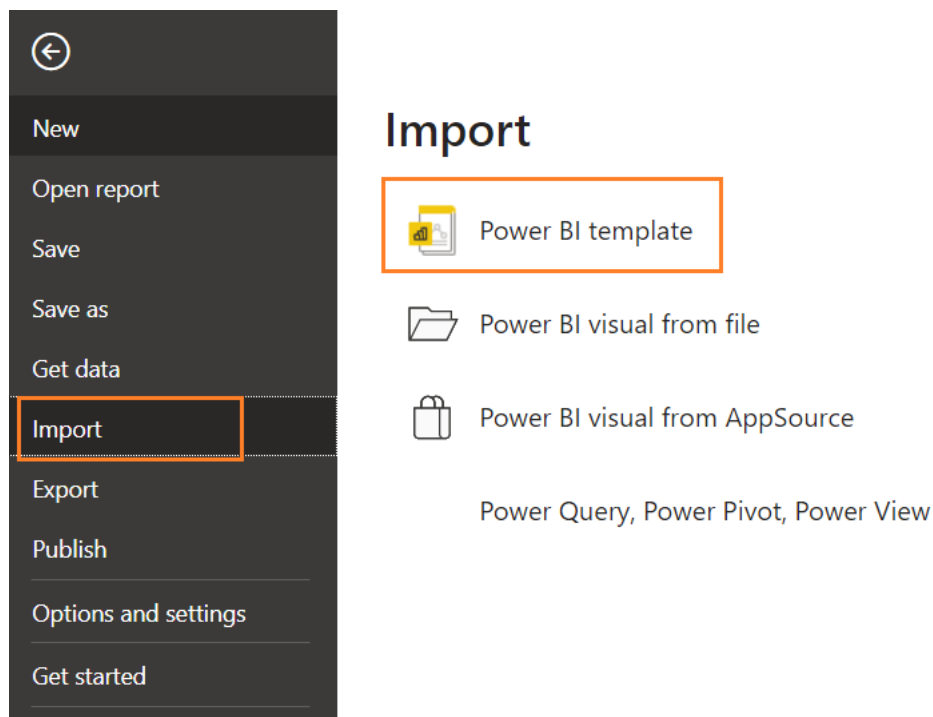 New
Open report
Save
Save as
Get data
Import
Export
Publish
Options and settings
Get started
Import
Power BI template
Power BI visual from file
Power BI visual from AppSource
Power Query, Power Pivot, Power View